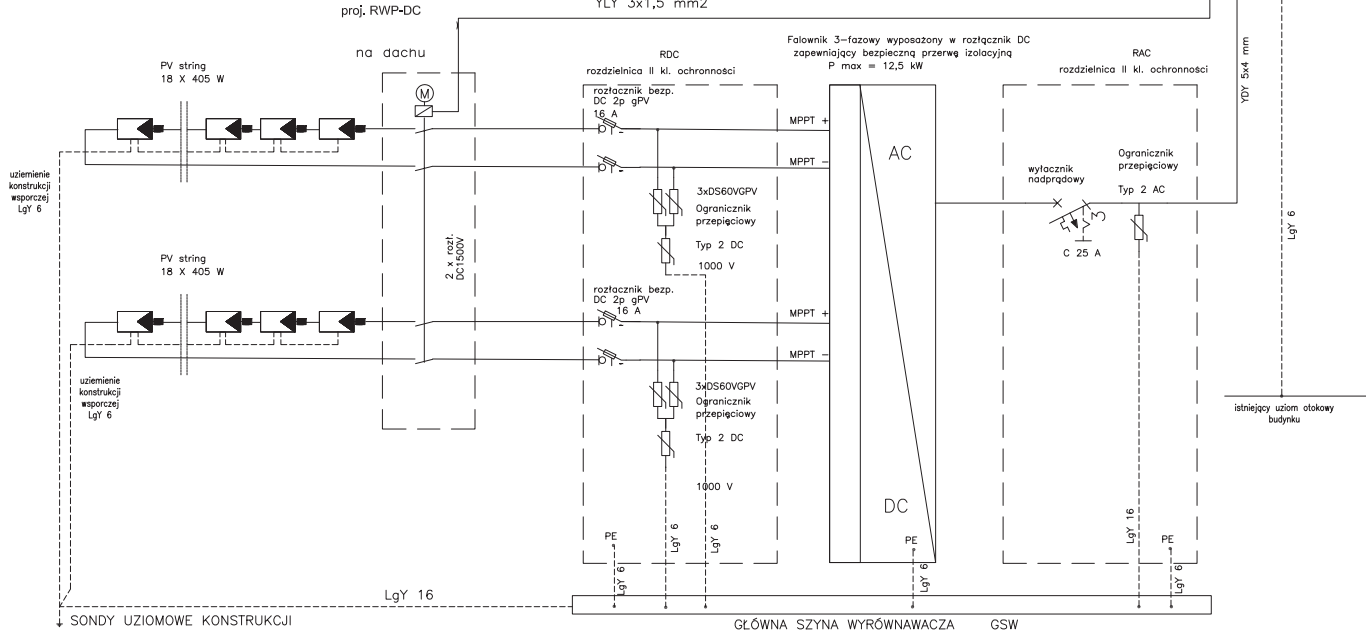 proj. RWP-DC
YLY 3x1,5 mm2
na dachu
PV string
18 X 405 W
M
RDC
rozdzielnica II kl. ochronności
rozłacznik bezp.
DC 2p gPV
16 A
Falownik 3-fazowy wyposażony w rozłącznik DC
zapewniający bezpieczną przerwę izolacyjną
P max = 12,5 kW
RAC
rozdzielnica II kl. ochronności
YDY 5x4 mm
MPPT +
MPPT -
AC
uziemienie
konstrukcji
wsporczej
LgY 6
3xDS60VGPV
Ogranicznik
przepięciowy
Typ 2 DC
1000 V
wyłacznik
nadprądowy
3
C 25 A
Ogranicznik
przepięciowy
Typ 2 AC
LgY 6
2 x rozł.
DC1500V
PV string
18 X 405 W
rozłacznik bezp.
DC 2p gPV
16 A
MPPT +
MPPT -
uziemienie
konstrukcji
wsporczej
LgY 6
3xDS60VGPV
Ogranicznik
przepięciowy
Typ 2 DC
1000 V
istniejący uziom otokowy
budynku
DC
PE
LgY 6
LgY 6
LgY 6
PE
LgY 6
LgY 16
PE
LgY 6
LgY 16
SONDY UZIOMOWE KONSTRUKCJI
GŁÓWNA SZYNA WYRÓWNAWACZA GSW